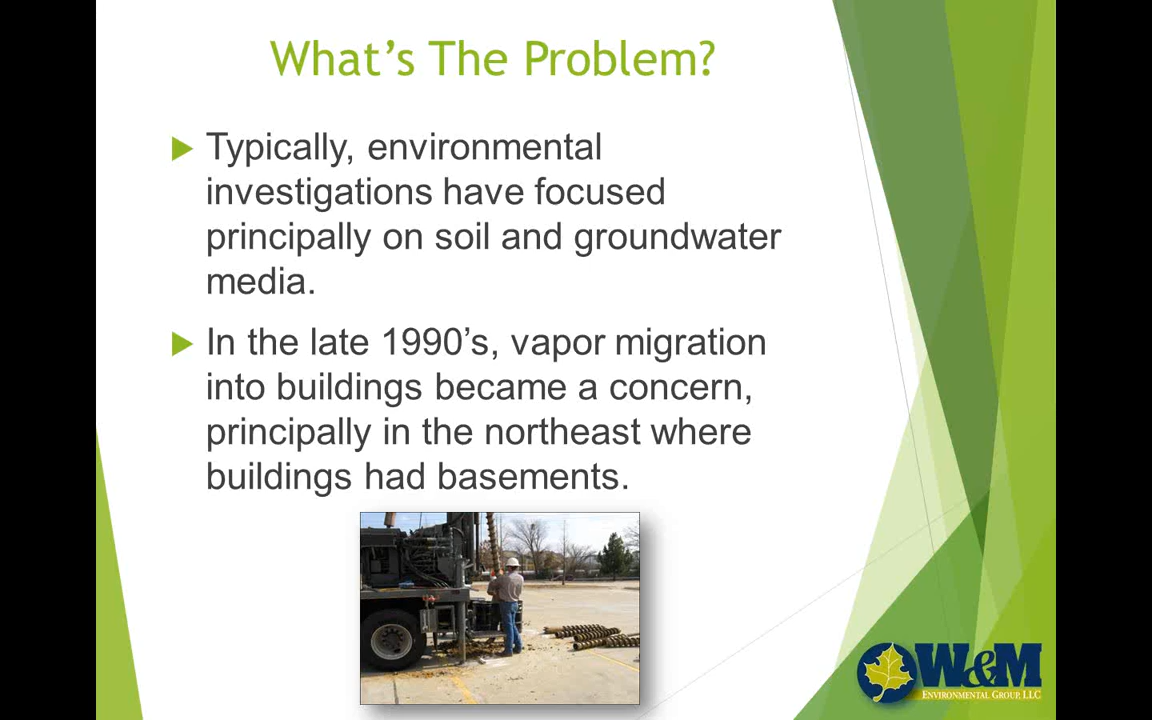 What’s The Problem?
Typically, environmental
investigations have focused
principally on soil and groundwater
media.
In the late 1990’s, vapor migration
into buildings became a concern,
principally in the northeast where
buildings had basements.
W&M
ENVIRONMENTAL GROUP, LLC